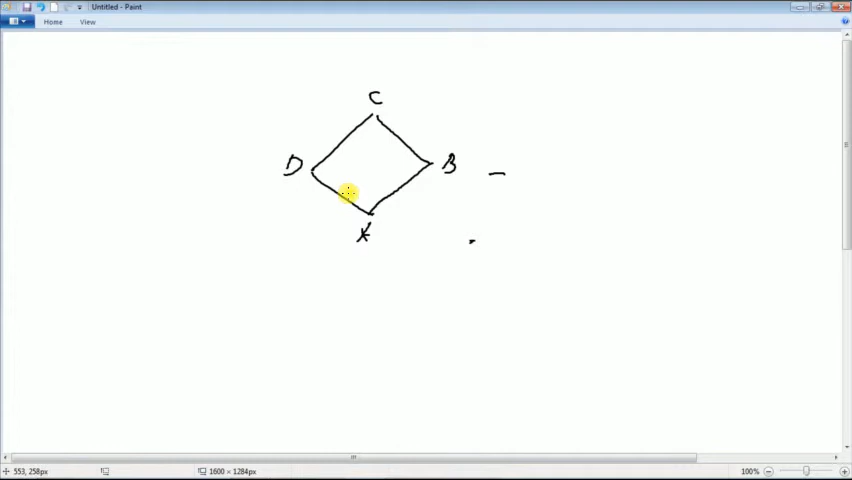 Untitled - Paint
Home View
C
D B
A
553, 258px 1600 × 1284px 100%